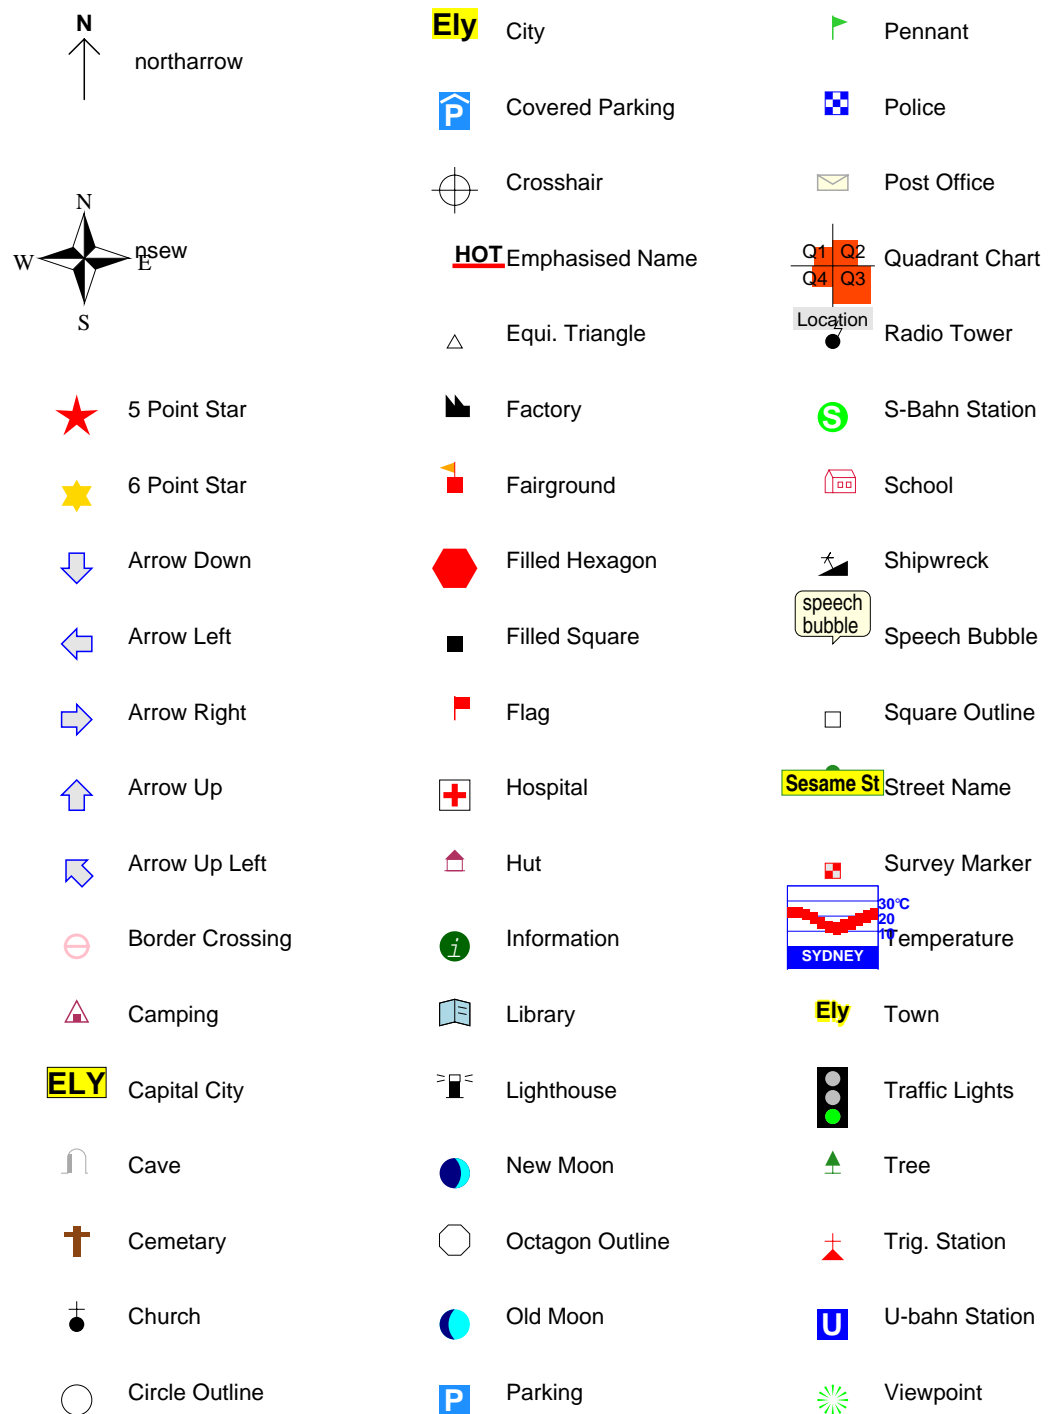 N
northarrow
N
W
nsew
E
S
5 Point Star
6 Point Star
Arrow Down
Arrow Left
Arrow Right
Arrow Up
Arrow Up Left
Border Crossing
Camping
ELY
Capital City
Cave
Cemetary
Church
Circle Outline
Ely
City
P
Covered Parking
Crosshair
HOT
Emphasised Name
Equi. Triangle
Factory
Fairground
Filled Hexagon
Filled Square
Flag
Hospital
Hut
i
Information
Library
Lighthouse
New Moon
Octagon Outline
Old Moon
P
Parking
Pennant
Police
Post Office
Q1 Q2
Q4 Q3
Quadrant Chart
Location
Radio Tower
S
S-Bahn Station
School
Shipwreck
speech
bubble
Speech Bubble
Square Outline
Sesame St
Street Name
Survey Marker
30°C
20
10
Temperature
SYDNEY
Ely
Town
Traffic Lights
Tree
Trig. Station
U
U-bahn Station
Viewpoint